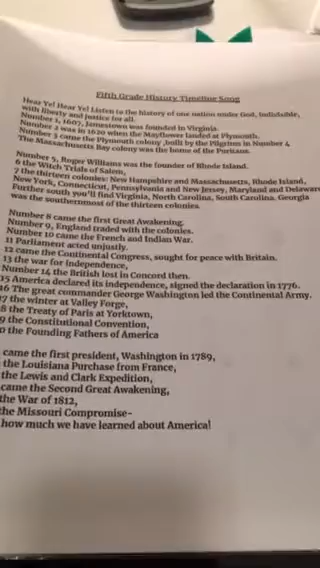 Fifth Grade History Timeline Song
Hear Ye! Hear Ye! Listen to the history of one nation under God, indivisible,
with liberty and justice for all.
Number 1, 1607, Jamestown was founded in Virginia.
Number 2 was in 1620 when the Mayflower landed at Plymouth.
Number 3 came the Plymouth colony ,built by the Pilgrims in Number 4
The Massachusetts Bay colony was the home of the Puritans.
Number 5, Roger Williams was the founder of Rhode Island.
6 the Witch Trials of Salem,
7 the thirteen colonies: New Hampshire and Massachusetts, Rhode Island,
New York, Connecticut, Pennsylvania and New Jersey, Maryland and Delaware
Further south you'll find Virginia, North Carolina, South Carolina. Georgia
was the southernmost of the thirteen colonies.
Number 8 came the first Great Awakening.
Number 9, England traded with the colonies.
Number 10 came the French and Indian War.
11 Parliament acted unjustly.
12 came the Continental Congress, sought for peace with Britain.
13 the war for independence,
Number 14 the British lost in Concord then.
15 America declared its independence, signed the declaration in 1776.
16 The great commander George Washington led the Continental Army.
7 the winter at Valley Forge,
8 the Treaty of Paris at Yorktown,
9 the Constitutional Convention,
0 the Founding Fathers of America
came the first president, Washington in 1789,
the Louisiana Purchase from France,
the Lewis and Clark Expedition,
came the Second Great Awakening,
the War of 1812,
the Missouri Compromise-
how much we have learned about America!